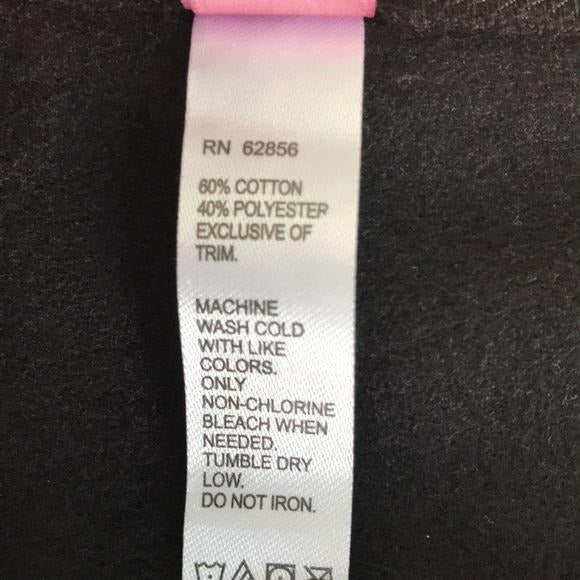 RN 62856
60% COTTON
40% POLYESTER
EXCLUSIVE OF
TRIM.
MACHINE
WASH COLD
WITH LIKE
COLORS.
ONLY
NON-CHLORINE
BLEACH WHEN
NEEDED.
TUMBLE DRY
LOW.
DO NOT IRON.